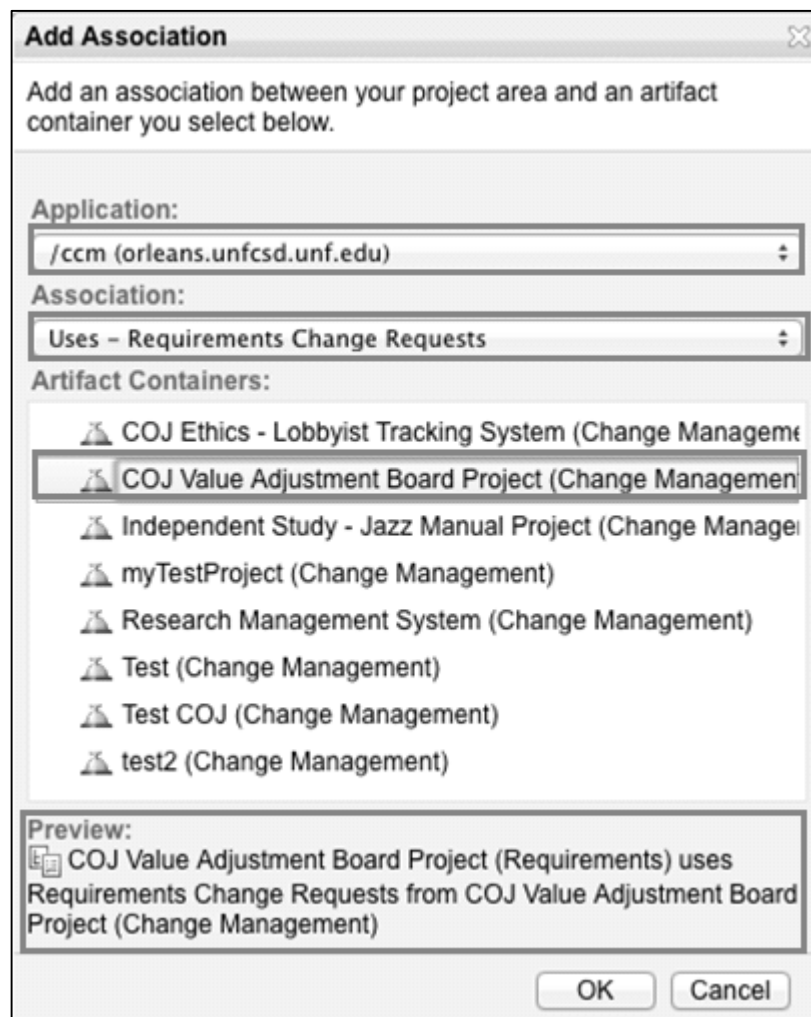 Add Association
Add an association between your project area and an artifact
container you select below.
Application:
/ccm (orleans.unfcsd.unf.edu)
Association:
Uses – Requirements Change Requests
Artifact Containers:
COJ Ethics - Lobbyist Tracking System (Change Manageme
COJ Value Adjustment Board Project (Change Management
Independent Study - Jazz Manual Project (Change Manager
myTestProject (Change Management)
Research Management System (Change Management)
Test (Change Management)
Test COJ (Change Management)
test2 (Change Management)
Preview:
COJ Value Adjustment Board Project (Requirements) uses
Requirements Change Requests from COJ Value Adjustment Board
Project (Change Management)
OK
Cancel